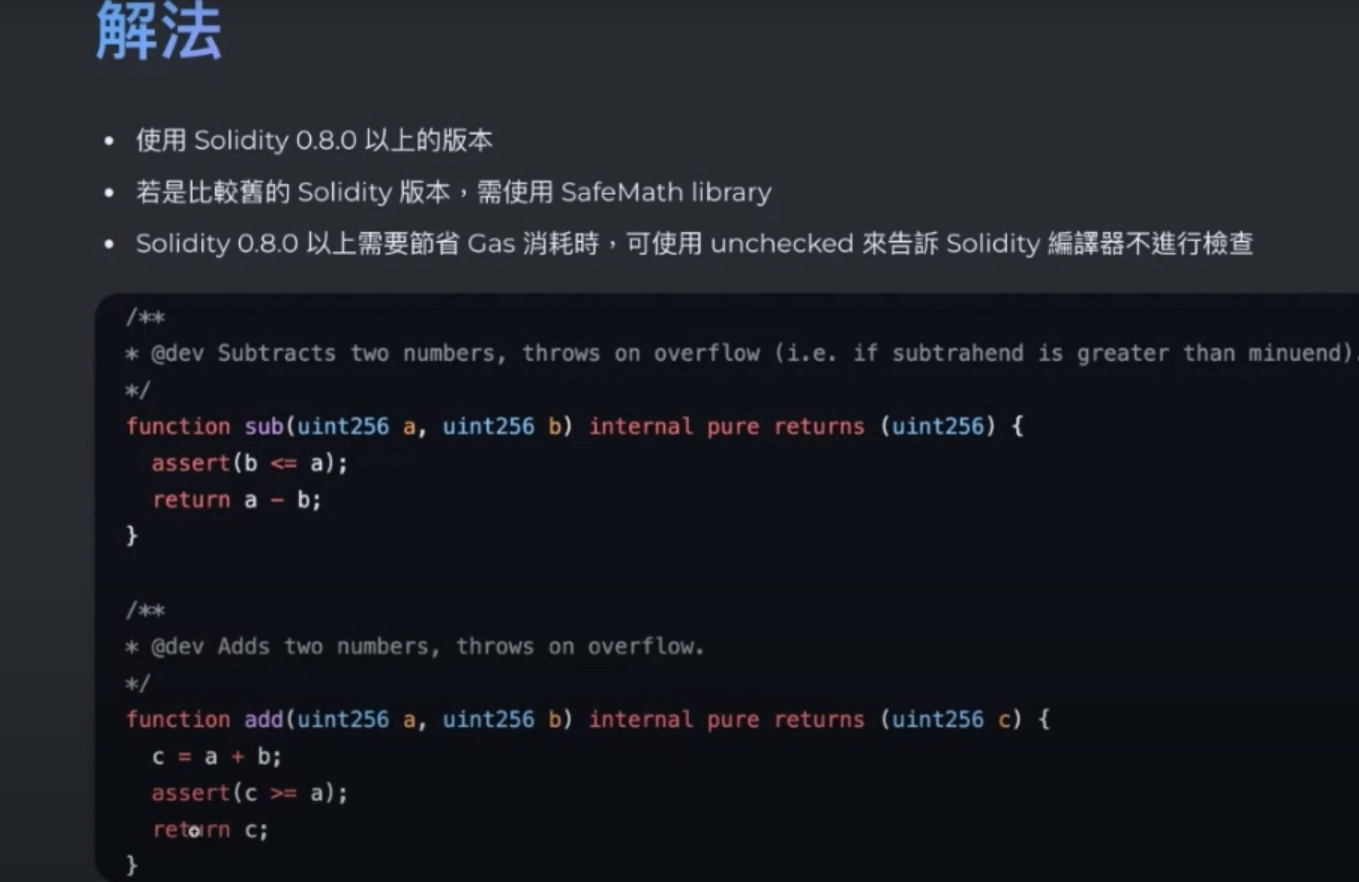 解法
使用 Solidity 0.8.0 以上的版本
若是比較舊的 Solidity 版本，需使用 SafeMath library
Solidity 0.8.0 以上需要節省 Gas 消耗時，可使用 unchecked 來告訴 Solidity 編譯器不進行檢查
/**
* @dev Subtracts two numbers, throws on overflow (i.e. if subtrahend is greater than minuend).
*/
function sub(uint256 a, uint256 b) internal pure returns (uint256) {
  assert(b <= a);
  return a - b;
}
/**
* @dev Adds two numbers, throws on overflow.
*/
function add(uint256 a, uint256 b) internal pure returns (uint256 c) {
  c = a + b;
  assert(c >= a);
  return c;
}